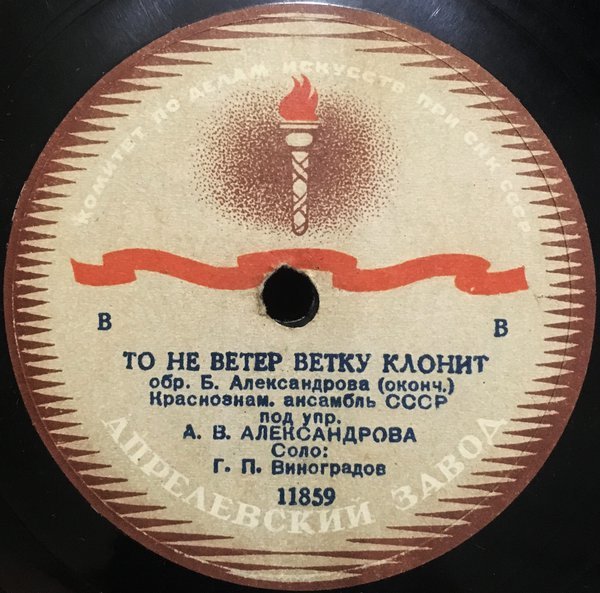 КОМИТЕТ ПО ДЕЛАМ ИСКУССТВ ПРИ СНК СССР
В
В
ТО НЕ ВЕТЕР ВЕТКУ КЛОНИТ
обр. Б. Александрова (оконч.)
Краснознам. ансамбль СССР
под упр.
А. В. АЛЕКСАНДРОВА
Соло:
Г. П. Виноградов
11859
АПРЕЛЕВСКИЙ ЗАВОД